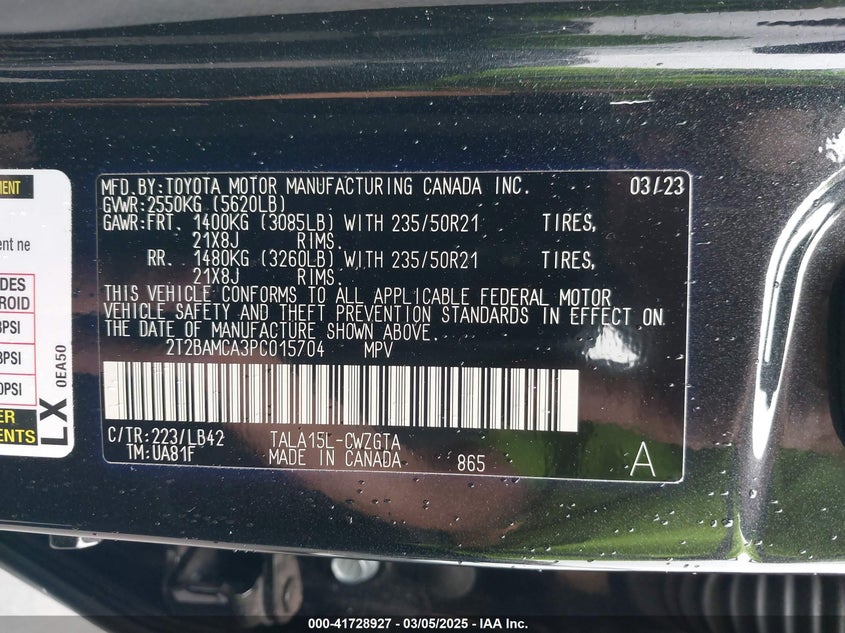 MFD.BY:TOYOTA MOTOR MANUFACTURING CANADA INC. 03/23
GVWR:2550KG (5620LB)
GAWR:FRT. 1400KG (3085LB) WITH 235/50R21 TIRES,
21X8J RIMS.
RR. 1480KG (3260LB) WITH 235/50R21 TIRES,
21X8J RIMS.
THIS VEHICLE CONFORMS TO ALL APPLICABLE FEDERAL MOTOR
VEHICLE SAFETY AND THEFT PREVENTION STANDARDS IN EFFECT ON
THE DATE OF MANUFACTURE SHOWN ABOVE.
2T2BAMCA3PC015704 MPV
C/TR:223/LB42 TALA15L-CWZGTA
TM:UA81F MADE IN CANADA 865 A
ne
PSI
LX 0EA50
000-41728927 / 03/05/2025 - IAA Inc.